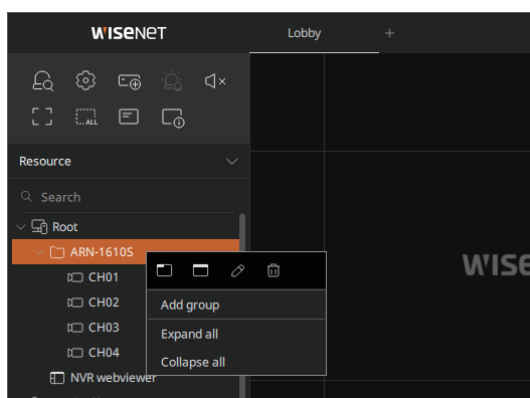 WISENET
Lobby
ALL
Resource
Search
Root
ARN-1610S
CH01
CH02
CH03
CH04
NVR webviewer
Add group
Expand all
Collapse all
WISE